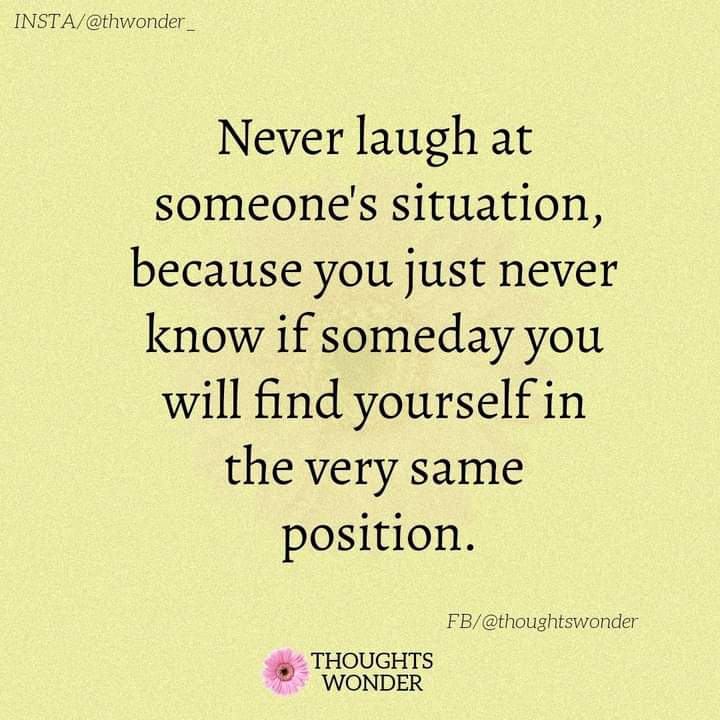 INSTA/@thwonder_
Never laugh at
someone's situation,
because you just never
know if someday you
will find yourself in
the very same
position.
FB/@thoughtswonder
THOUGHTS
WONDER